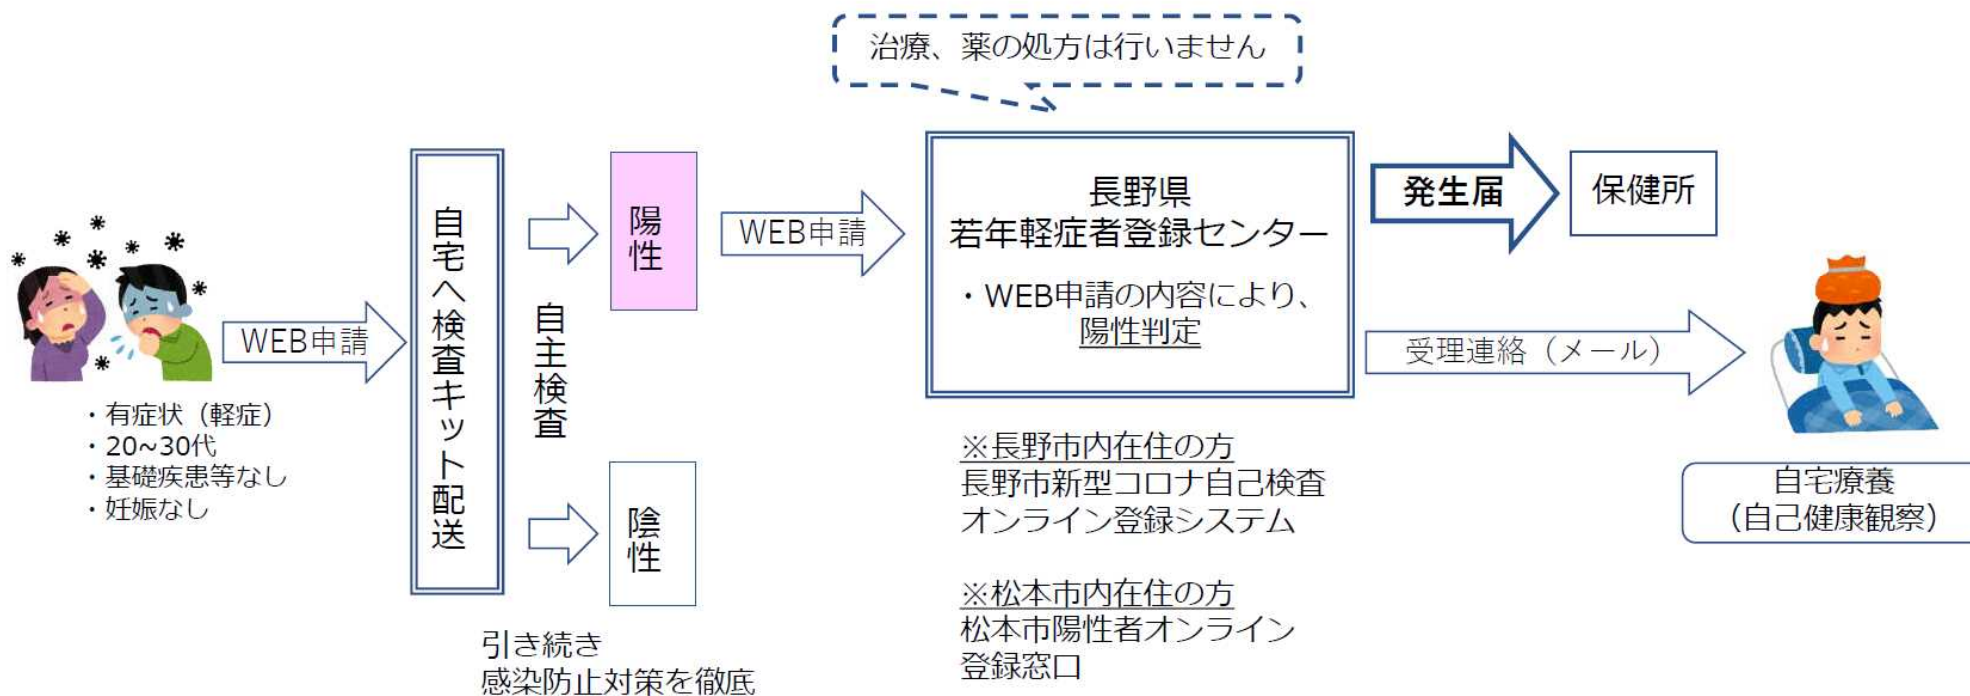 治療、薬の処方は行いません
WEB申請
・有症状（軽症）
・20~30代
・基礎疾患等なし
・妊娠なし
自宅へ検査キット配送
自主検査
陽性
陰性
引き続き
感染防止対策を徹底
WEB申請
長野県
若年軽症者登録センター
・WEB申請の内容により、
陽性判定
※長野市内在住の方
長野市新型コロナ自己検査
オンライン登録システム
※松本市内在住の方
松本市陽性者オンライン
登録窓口
発生届
保健所
受理連絡（メール）
自宅療養
（自己健康観察）